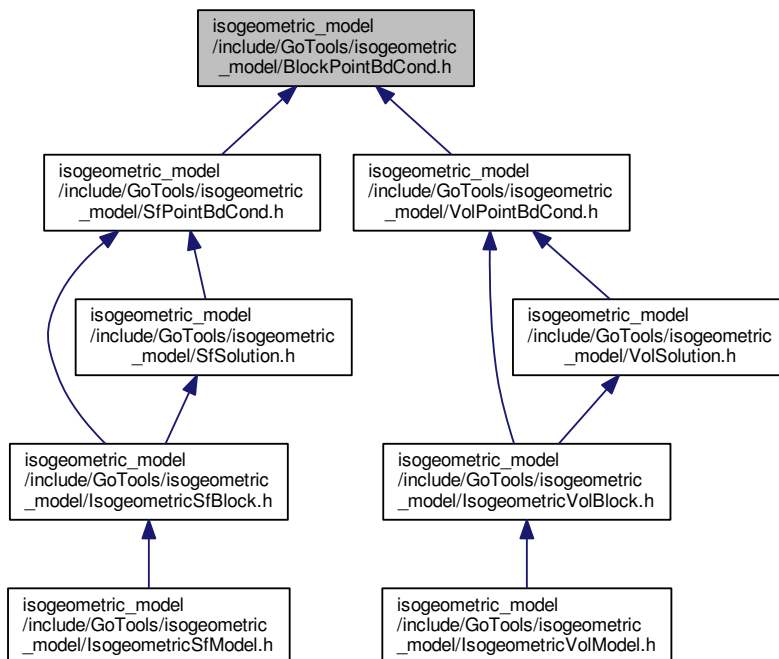 isogeometric_model
/include/GoTools/isogeometric
_model/BlockPointBdCond.h
isogeometric_model
/include/GoTools/isogeometric
_model/SfPointBdCond.h
isogeometric_model
/include/GoTools/isogeometric
_model/VolPointBdCond.h
isogeometric_model
/include/GoTools/isogeometric
_model/SfSolution.h
isogeometric_model
/include/GoTools/isogeometric
_model/VolSolution.h
isogeometric_model
/include/GoTools/isogeometric
_model/IsogeometricSfBlock.h
isogeometric_model
/include/GoTools/isogeometric
_model/IsogeometricVolBlock.h
isogeometric_model
/include/GoTools/isogeometric
_model/IsogeometricSfModel.h
isogeometric_model
/include/GoTools/isogeometric
_model/IsogeometricVolModel.h